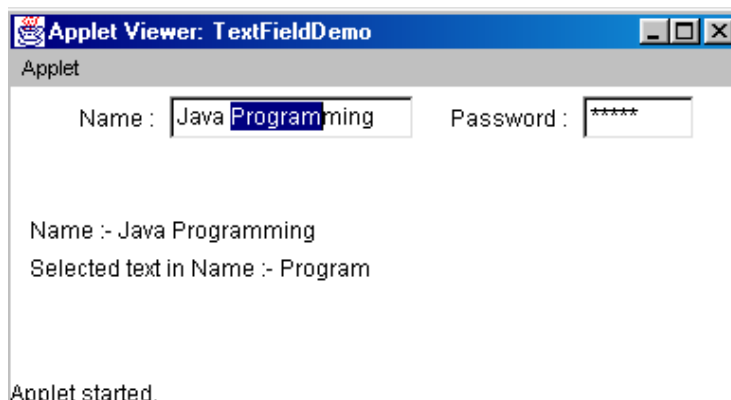 Applet Viewer: TextFieldDemo
Applet
Name : Java Programming Password : *****
Name :- Java Programming
Selected text in Name :- Program
Applet started.